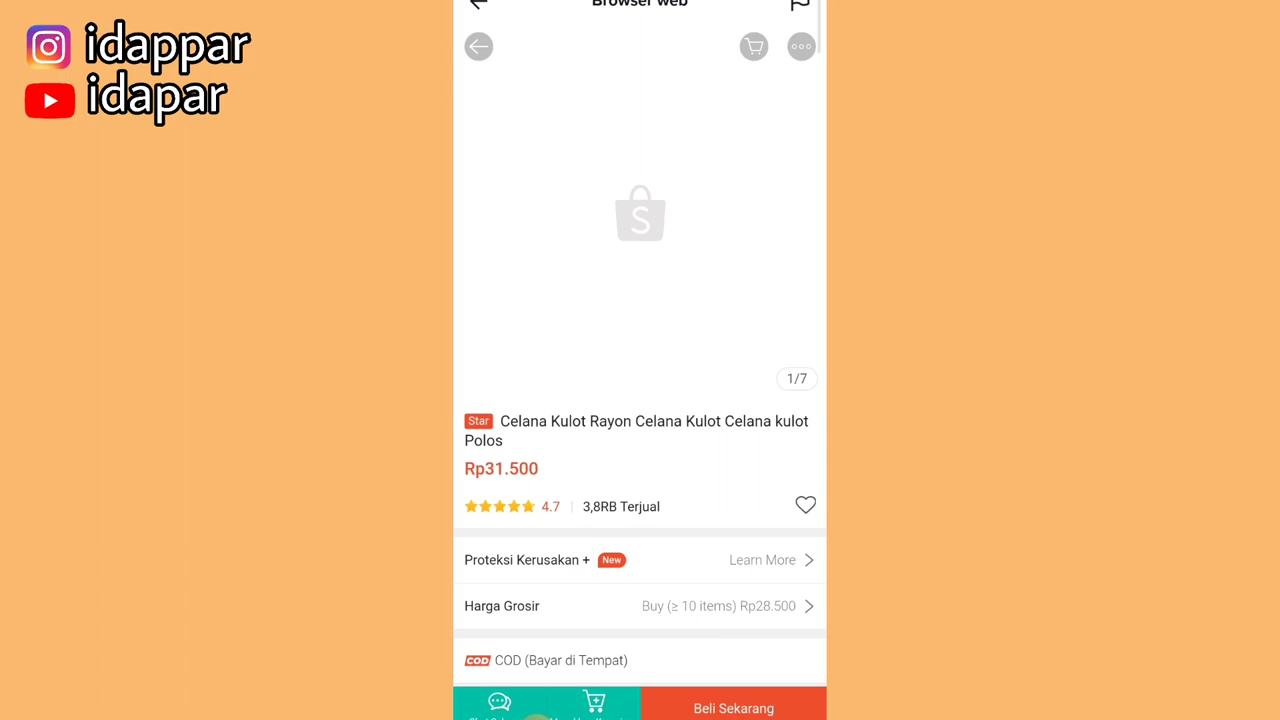 idappar
idapar
Browser web
S
1/7
Star Celana Kulot Rayon Celana Kulot Celana kulot
Polos
Rp31.500
4.7 | 3,8RB Terjual
Proteksi Kerusakan + New Learn More
Harga Grosir Buy (≥ 10 items) Rp28.500
COD COD (Bayar di Tempat)
Beli Sekarang